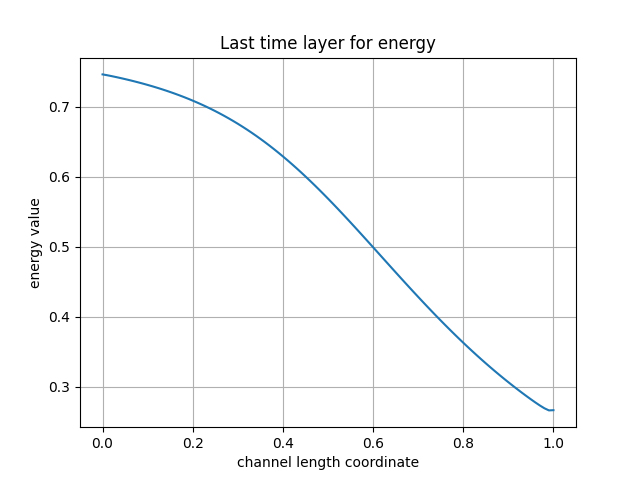 Last time layer for energy
energy value
0.7
0.6
0.5
0.4
0.3
0.0 0.2 0.4 0.6 0.8 1.0
channel length coordinate